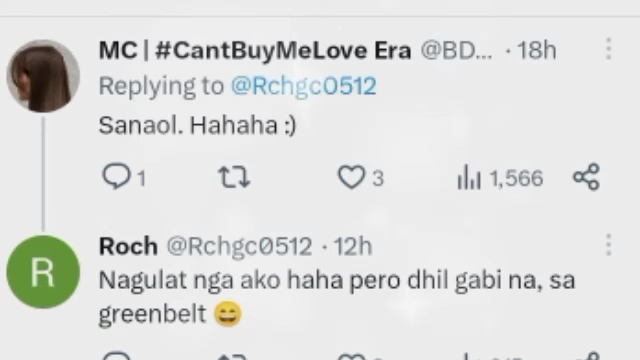 MC | #CantBuyMeLove Era @BD... · 18h
Replying to @Rchgc0512
Sanaol. Hahaha :)
1 3 1,566
R
Roch @Rchgc0512 · 12h
Nagulat nga ako haha pero dhil gabi na, sa
greenbelt 😄